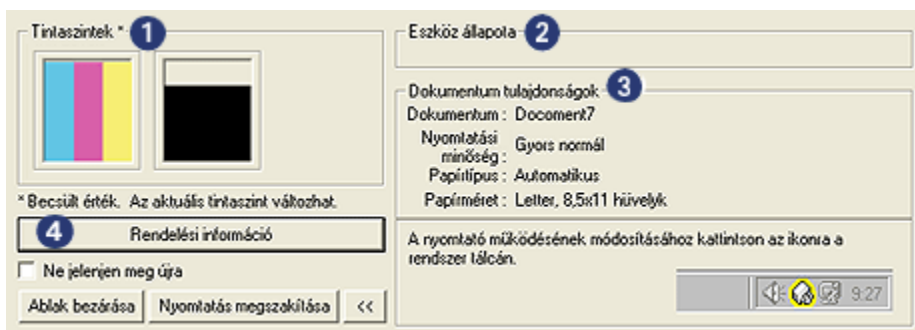 Tintaszintek * 1
* Becsült érték. Az aktuális tintaszint változhat.
4 Rendelési információ
Ne jelenjen meg újra
Ablak bezárása Nyomtatás megszakítása <<
Eszköz állapota 2
Dokumentum tulajdonságok 3
Dokumentum : Docoment7
Nyomtatási
minőség : Gyors normál
Papírtípus : Automatikus
Papírméret : Letter, 8,5x11 hüvelyk
A nyomtató működésének módosításához kattintson az ikonra a
rendszer tálcán.
9:27